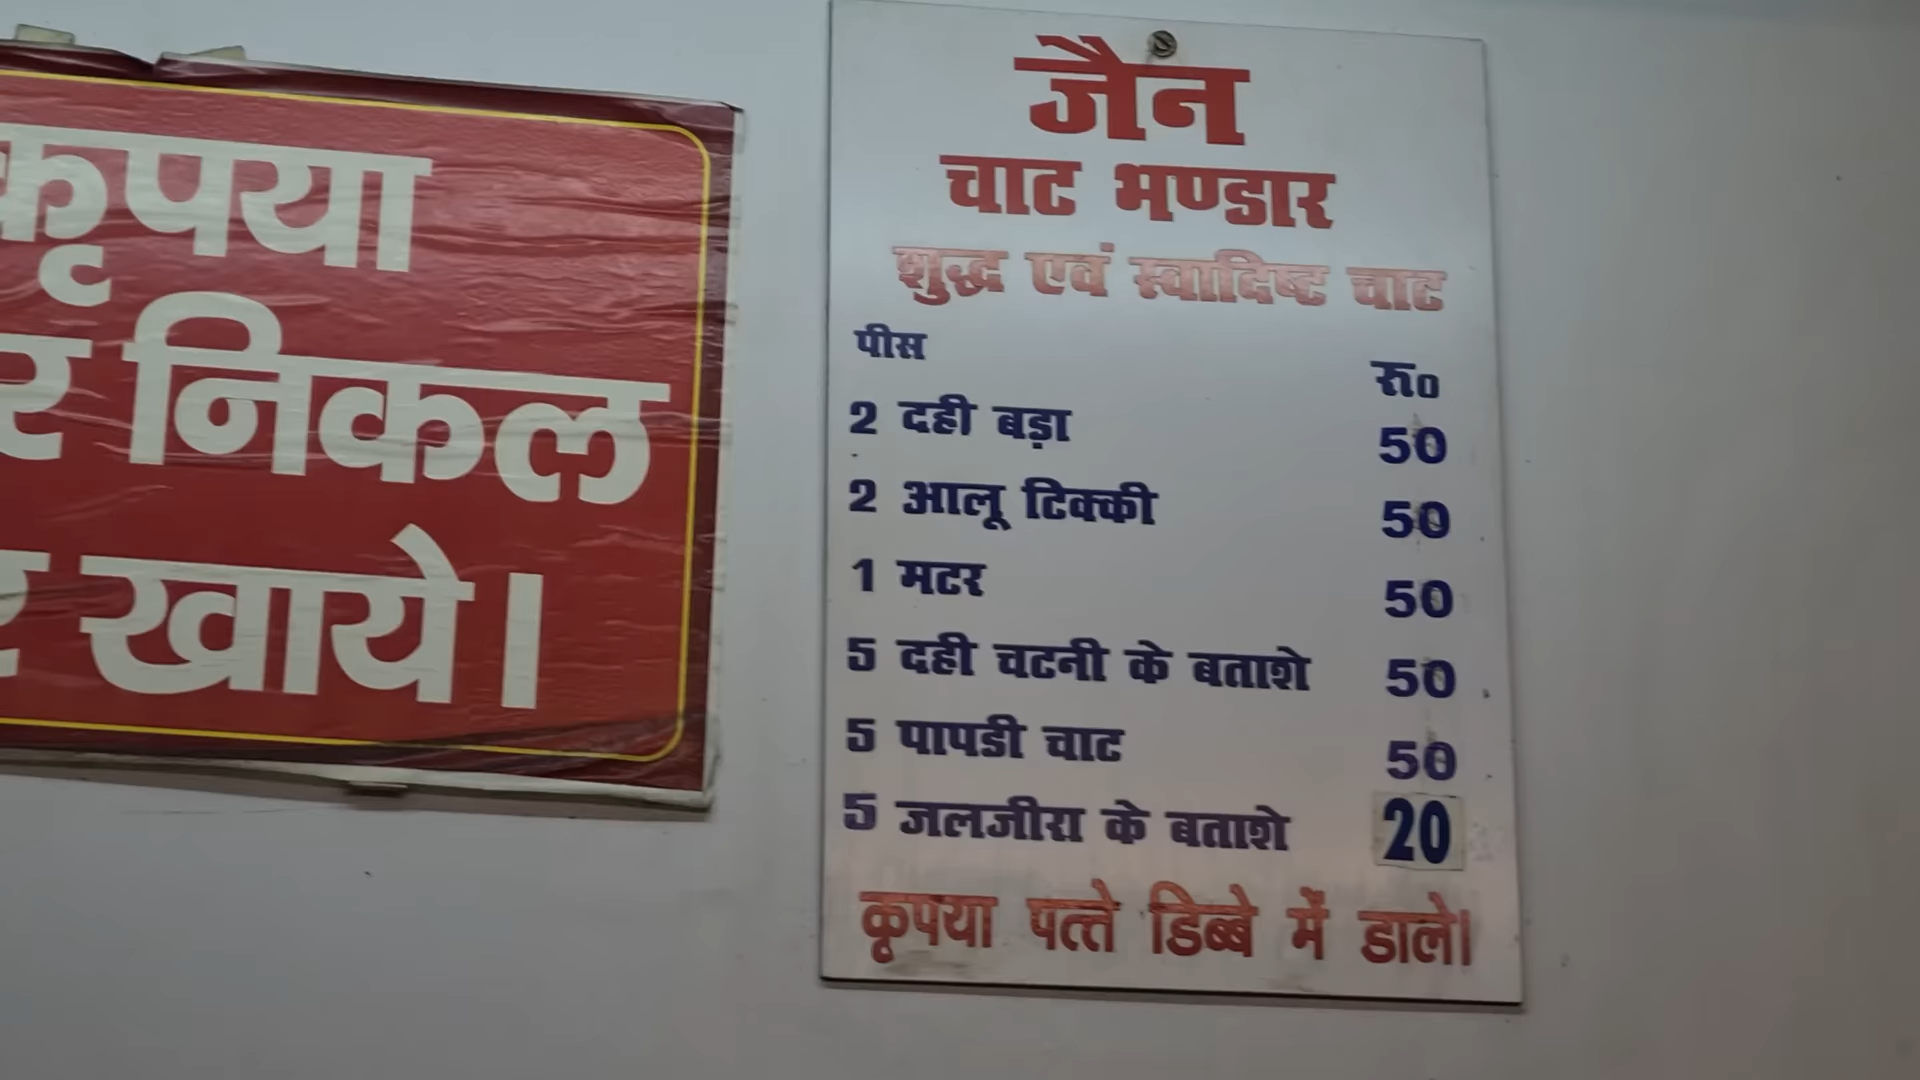 कृपया
निकल
खाये।
जैन
चाट भण्डार
शुद्ध एवं स्वादिष्ट चाट
पीस रू०
2 दही बड़ा 50
2 आलू टिक्की 50
1 मटर 50
5 दही चटनी के बताशे 50
5 पापडी चाट 50
5 जलजीरा के बताशे 20
कृपया पत्ते डिब्बे में डाले।